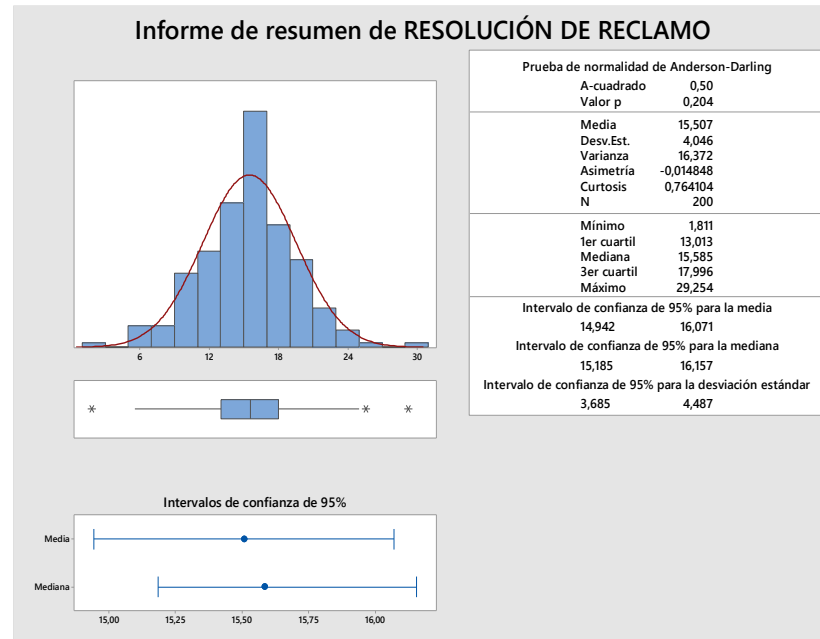 Informe de resumen de RESOLUCIÓN DE RECLAMO
6 12 18 24 30
Intervalos de confianza de 95%
Media
Mediana
15,00 15,25 15,50 15,75 16,00
Prueba de normalidad de Anderson-Darling
A-cuadrado 0,50
Valor p 0,204
Media 15,507
Desv.Est. 4,046
Varianza 16,372
Asimetría -0,014848
Curtosis 0,764104
N 200
Mínimo 1,811
1er cuartil 13,013
Mediana 15,585
3er cuartil 17,996
Máximo 29,254
Intervalo de confianza de 95% para la media
14,942 16,071
Intervalo de confianza de 95% para la mediana
15,185 16,157
Intervalo de confianza de 95% para la desviación estándar
3,685 4,487